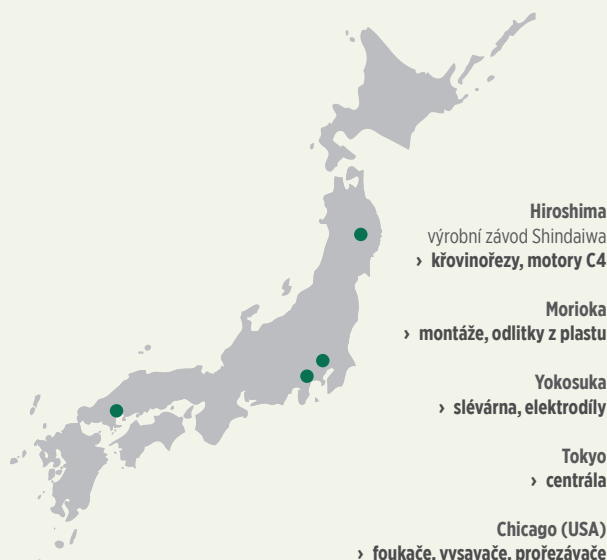 Hiroshima
výrobní závod Shindaiwa
› křovinořezy, motory C4
Morioka
› montáže, odlitky z plastu
Yokosuka
› slévárna, elektrodíly
Tokyo
› centrála
Chicago (USA)
› foukače, vysavače, prořezávače